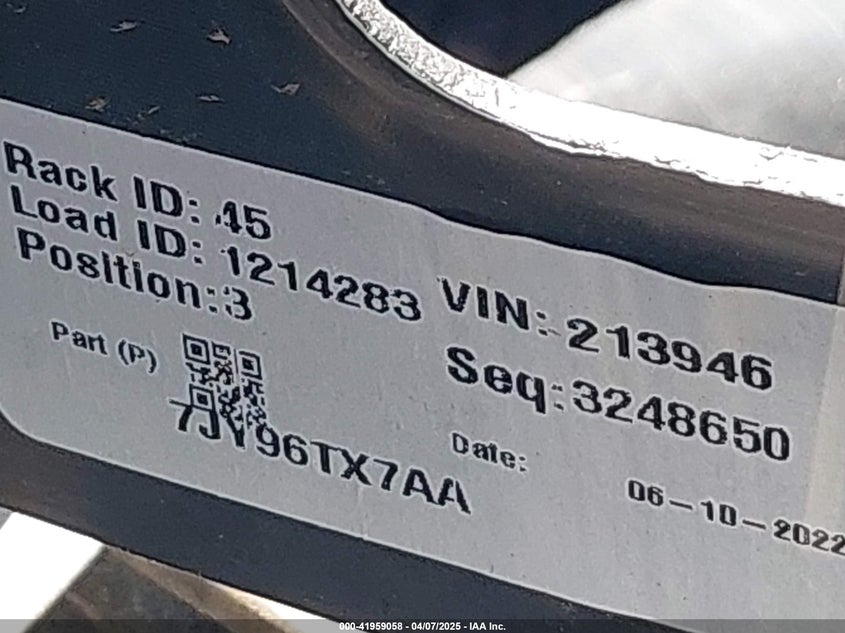 Rack ID: 45
Load ID: 1214283
Position: 3
VIN: 213946
Seq: 3248650
Part (P)
7JY96TX7AA
Date:
06-10-2022
000-41959058 - 04/07/2025 - IAA Inc.